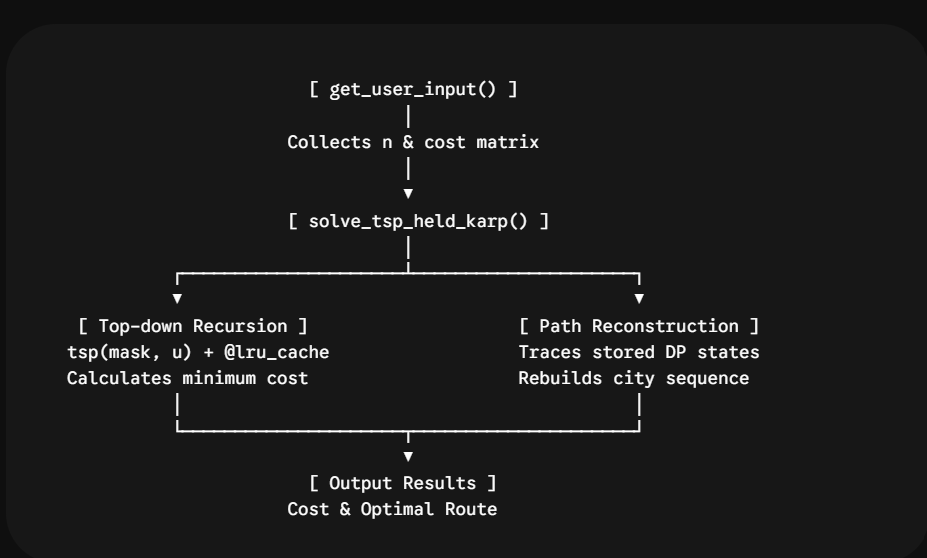 [ get_user_input() ]
Collects n & cost matrix
[ solve_tsp_held_karp() ]
[ Top-down Recursion ]
tsp(mask, u) + @lru_cache
Calculates minimum cost
[ Path Reconstruction ]
Traces stored DP states
Rebuilds city sequence
[ Output Results ]
Cost & Optimal Route